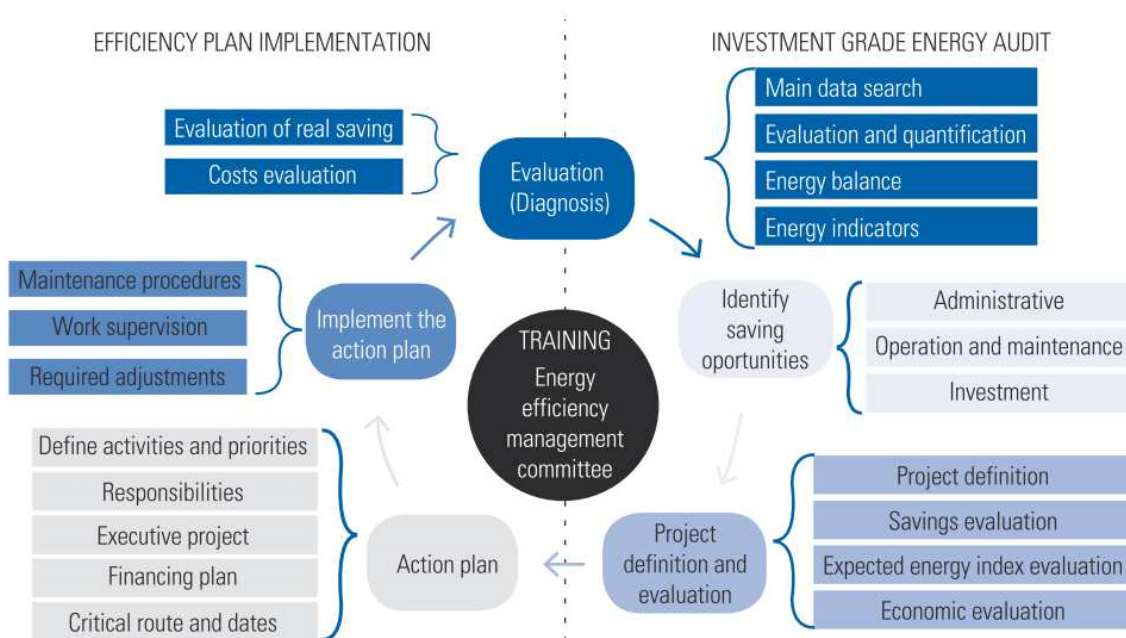 EFFICIENCY PLAN IMPLEMENTATION
INVESTMENT GRADE ENERGY AUDIT
Evaluation of real saving
Costs evaluation
Evaluation
(Diagnosis)
Main data search
Evaluation and quantification
Energy balance
Energy indicators
Maintenance procedures
Work supervision
Required adjustments
Implement the
action plan
TRAINING
Energy
efficiency
management
committee
Identify
saving
oportunities
Administrative
Operation and maintenance
Investment
Define activities and priorities
Responsibilities
Executive project
Financing plan
Critical route and dates
Action plan
Project
definition and
evaluation
Project definition
Savings evaluation
Expected energy index evaluation
Economic evaluation